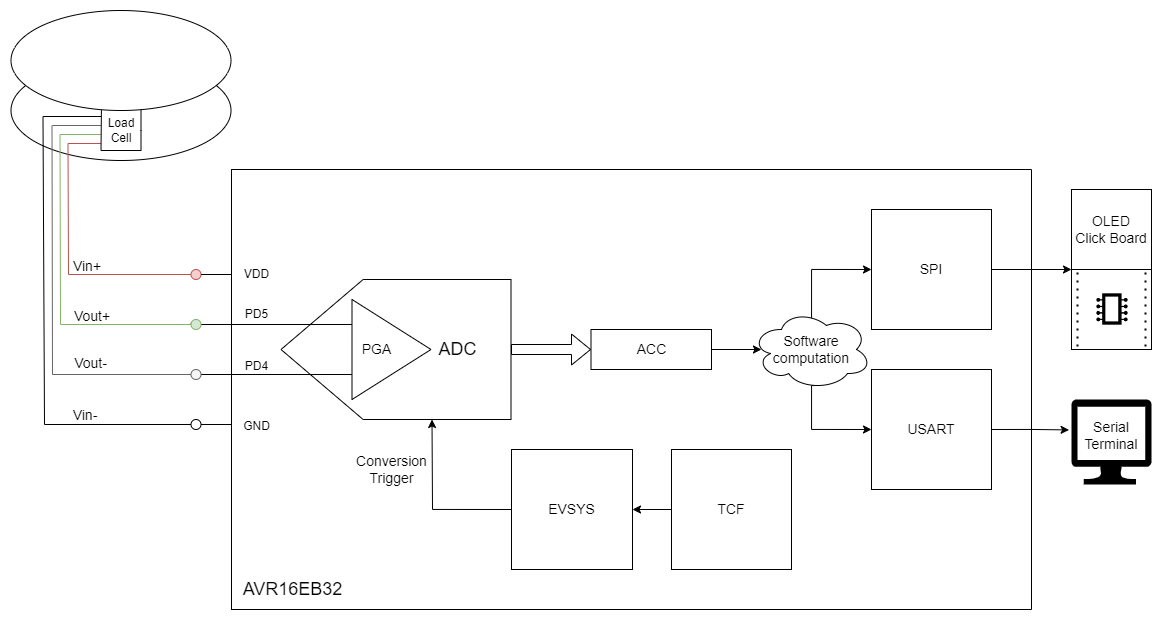 Load
Cell
Vin+
VDD
Vout+
PD5
Vout-
PD4
Vin-
GND
PGA
ADC
ACC
Software
computation
SPI
OLED
Click Board
USART
Serial
Terminal
Conversion
Trigger
EVSYS
TCF
AVR16EB32